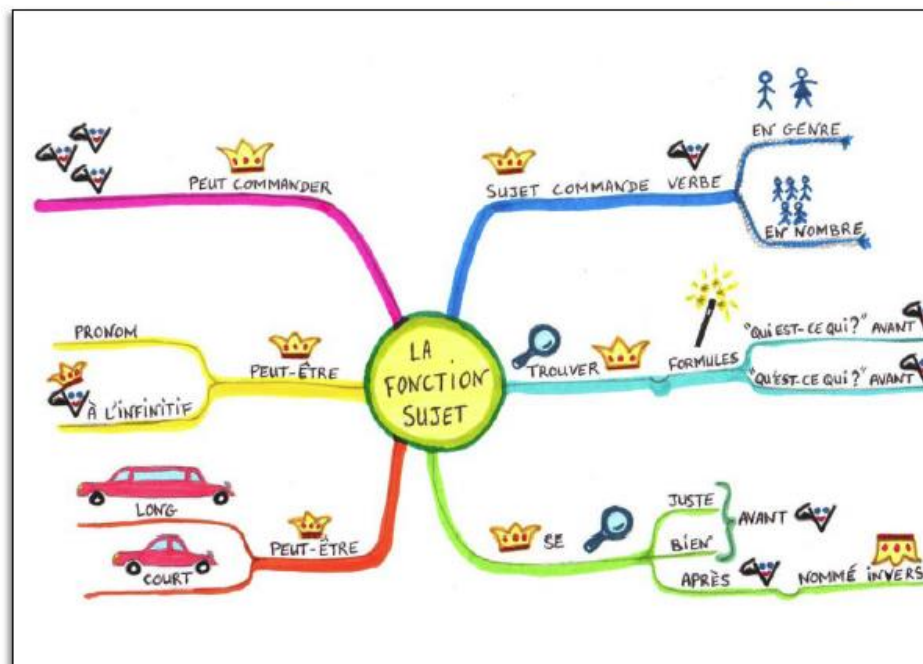 LA
FONCTION
SUJET
SUJET COMMANDE VERBE
EN GENRE
EN NOMBRE
TROUVER
FORMULES
"QUI EST-CE QUI?" AVANT
"QU'EST-CE QUI?" AVANT
SE
JUSTE
BIEN
AVANT
APRÈS
NOMMÉ INVERS
PEUT-ÊTRE
LONG
COURT
PEUT-ÊTRE
PRONOM
À L'INFINITIF
PEUT COMMANDER